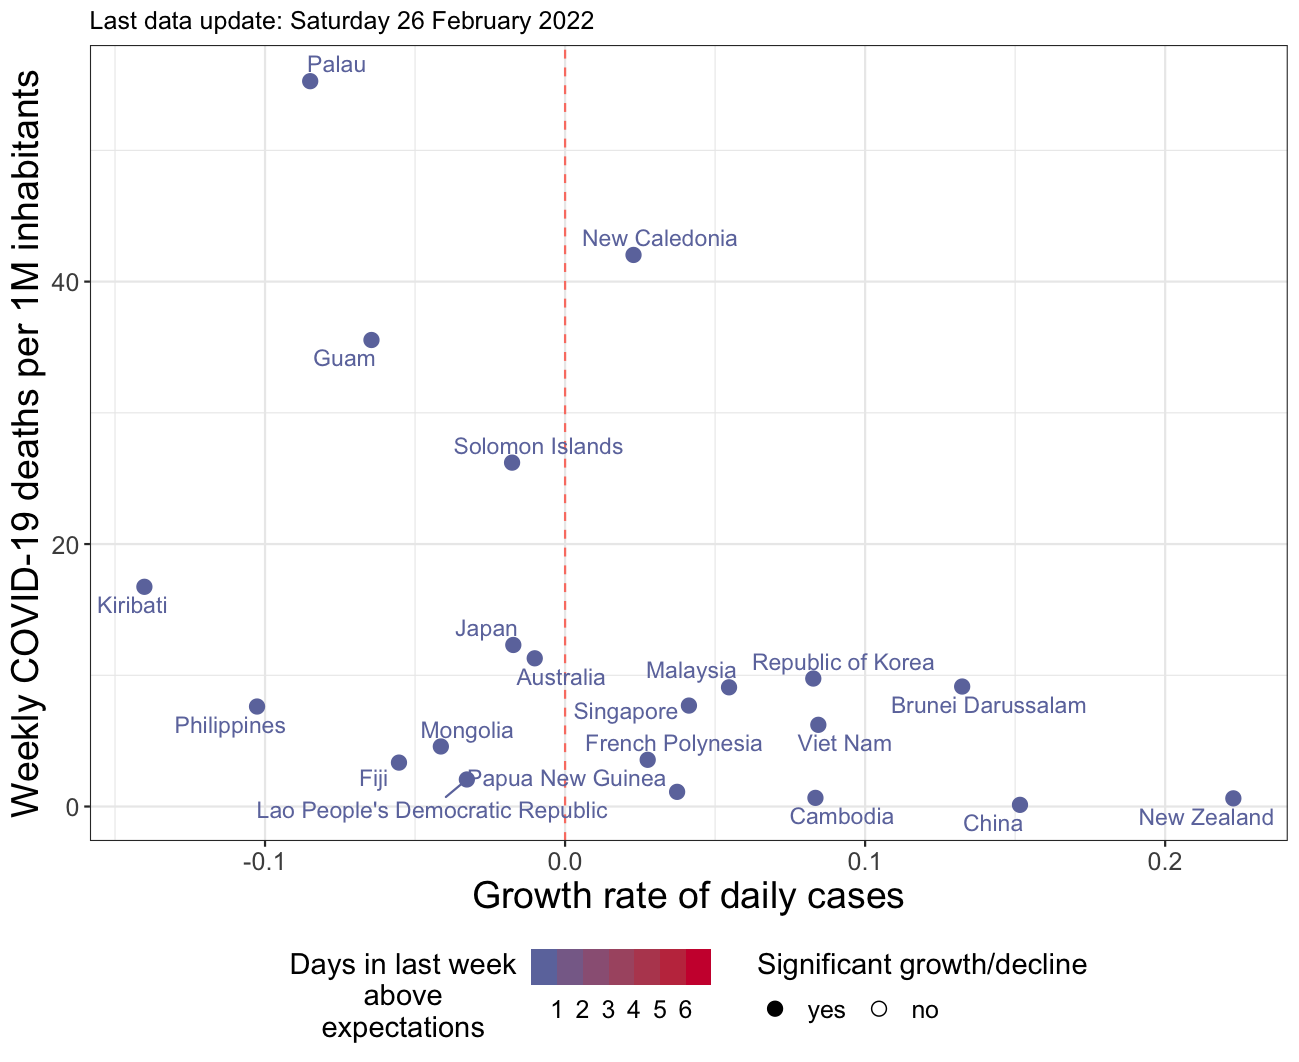 Last data update: Saturday 26 February 2022
Weekly COVID-19 deaths per 1M inhabitants
Palau
New Caledonia
40
Guam
Solomon Islands
20
Kiribati
Japan
Australia
Malaysia
Republic of Korea
Brunei Darussalam
Singapore
Philippines
Mongolia
French Polynesia
Viet Nam
Fiji
Papua New Guinea
Lao People's Democratic Republic
0
Cambodia
China
New Zealand
-0.1
0.0
0.1
0.2
Growth rate of daily cases
Days in last week
above
expectations
1 2 3 4 5 6
Significant growth/decline
yes
no